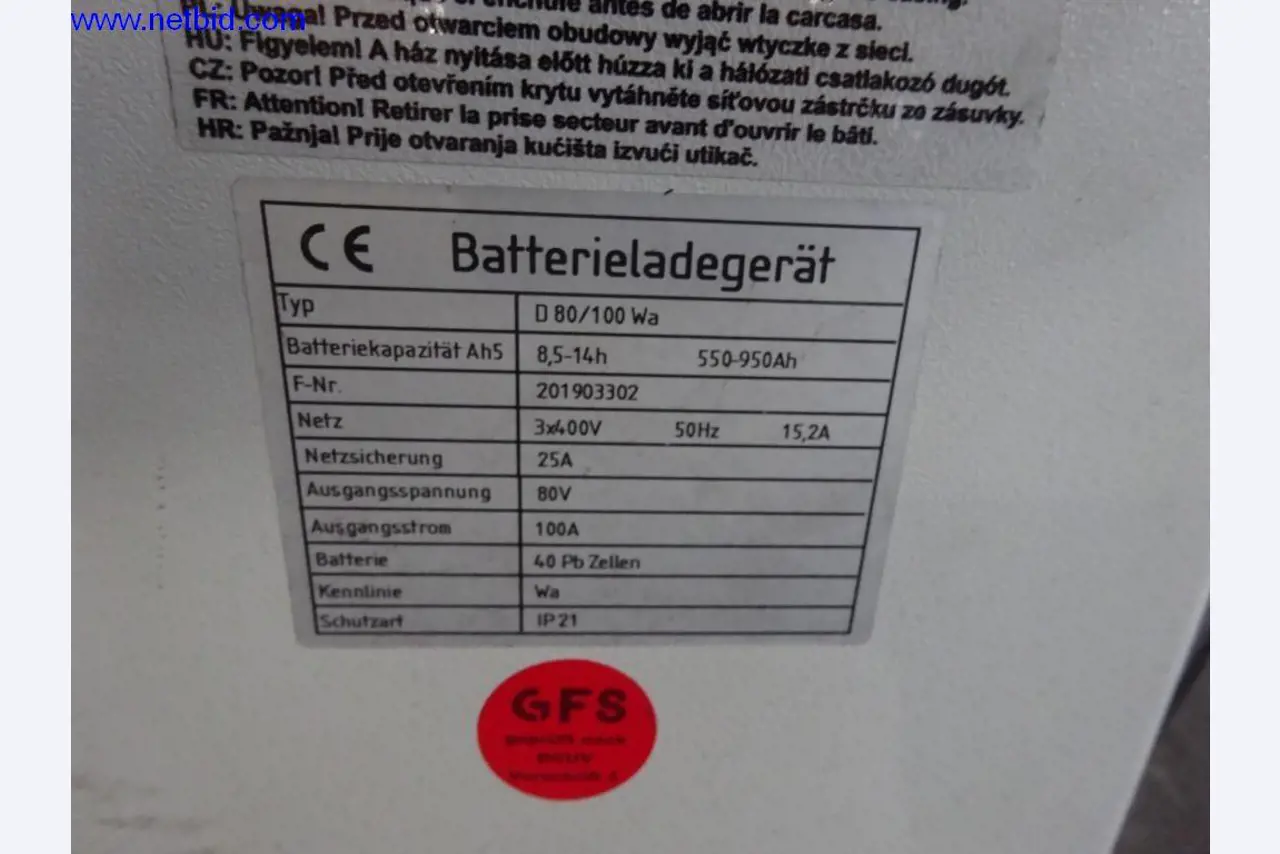 www.netbid.com
antes de abrir la carcasa.
Uwaga! Przed otwarciem obudowy wyjąć wtyczke z sieci.
HU: Figyelem! A ház nyitása előtt húzza ki a hálózati csatlakozó dugót.
CZ: Pozor! Před otevřením krytu vytáhněte síťovou zástrčku ze zásuvky.
FR: Attention! Retirer la prise secteur avant d'ouvrir le bâti.
HR: Pažnja! Prije otvaranja kućišta izvući utikač.
CE Batterieladegerät
Typ D 80/100 Wa
Batteriekapazität Ah5 8,5-14h 550-950Ah
F-Nr. 201903302
Netz 3x400V 50Hz 15,2A
Netzsicherung 25A
Ausgangsspannung 80V
Ausgangsstrom 100A
Batterie 40 Pb Zellen
Kennlinie Wa
Schutzart IP21
GFS